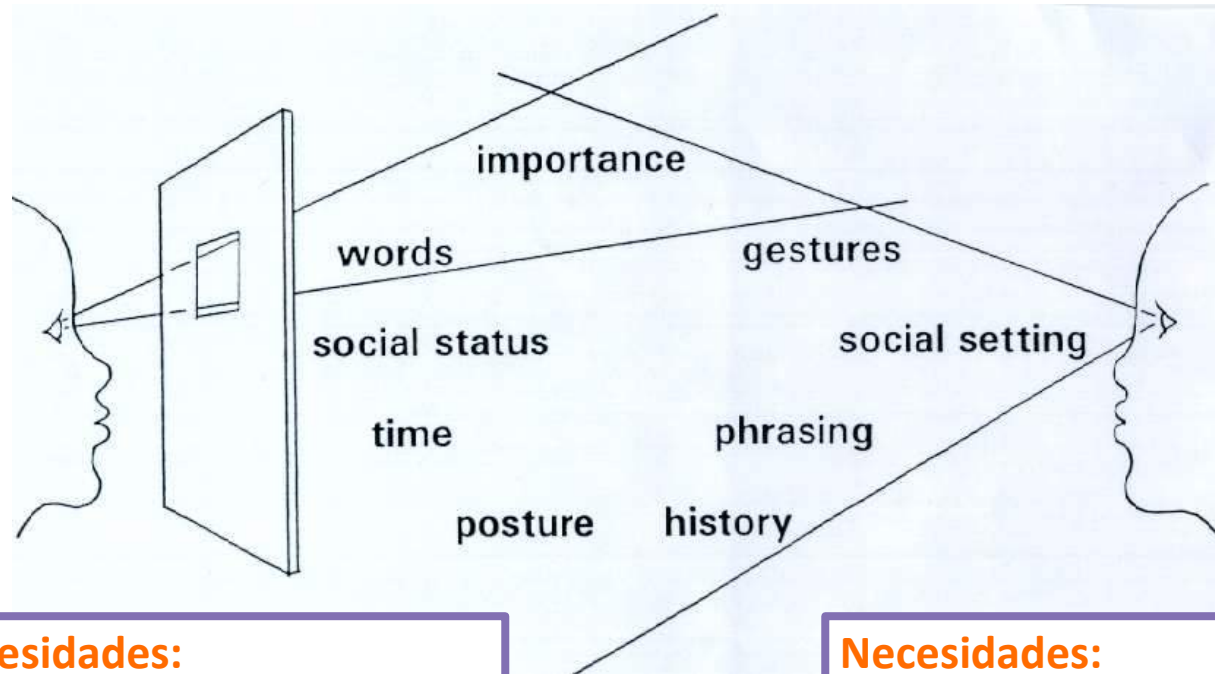 importance
words gestures
social status social setting
time phrasing
posture history
esidades:
Necesidades: